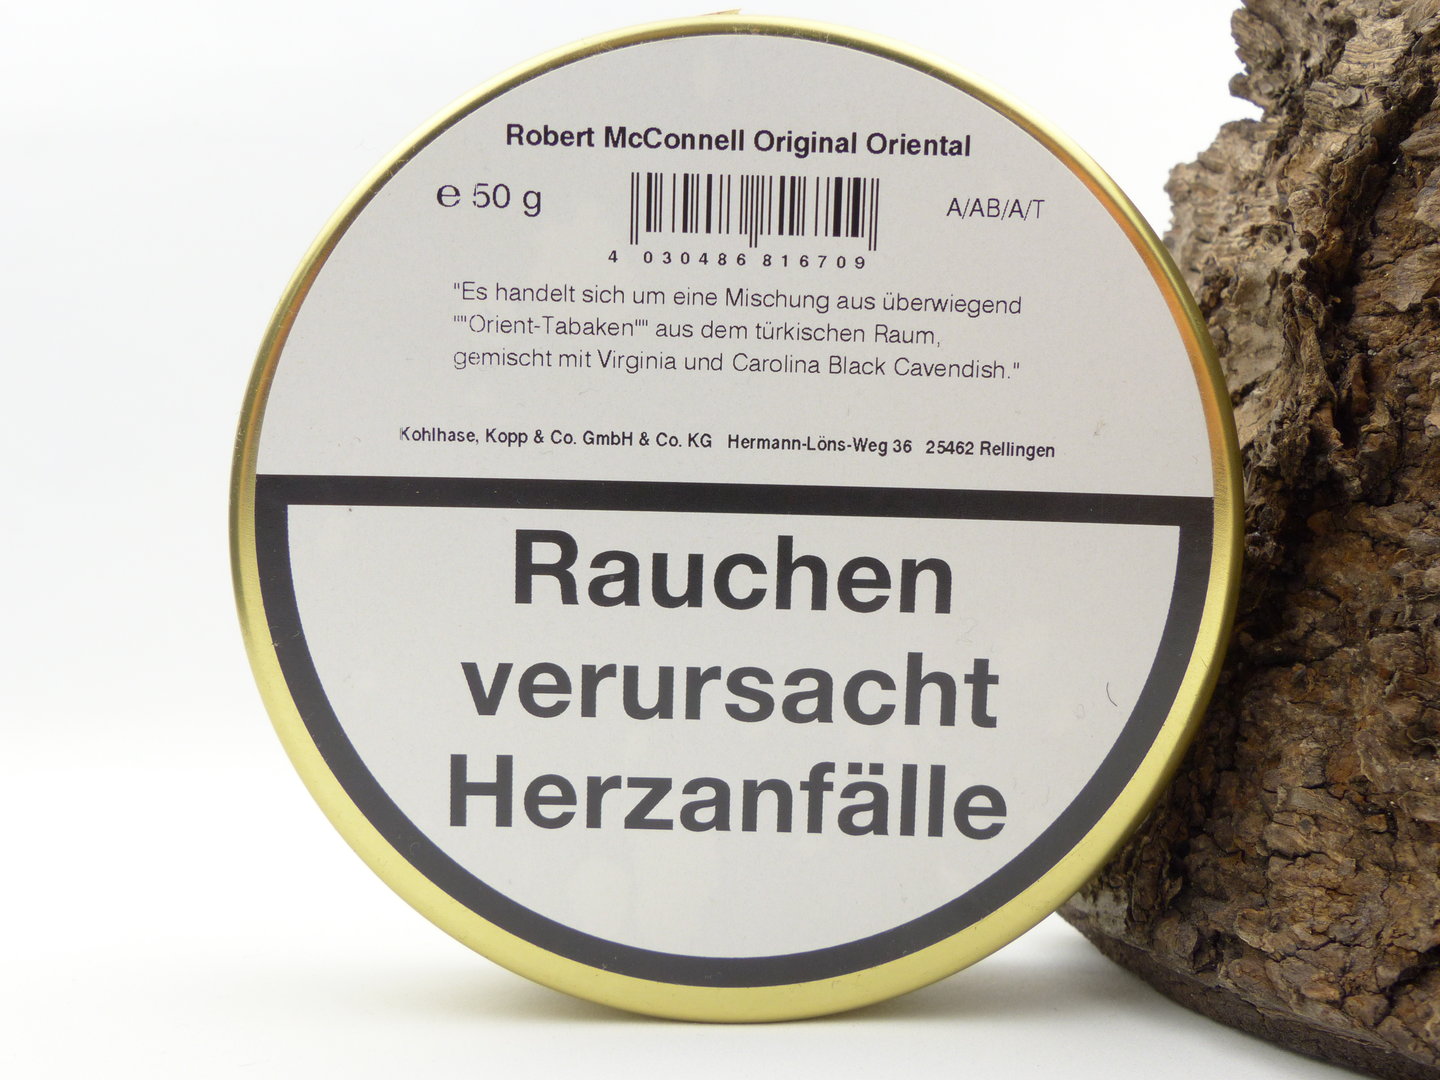 Robert McConnell Original Oriental
℮ 50 g
A/AB/A/T
4 030486 816709
"Es handelt sich um eine Mischung aus überwiegend
""Orient-Tabaken"" aus dem türkischen Raum,
gemischt mit Virginia und Carolina Black Cavendish."
Kohlhase, Kopp & Co. GmbH & Co. KG Hermann-Löns-Weg 36 25462 Rellingen
Rauchen
verursacht
Herzanfälle